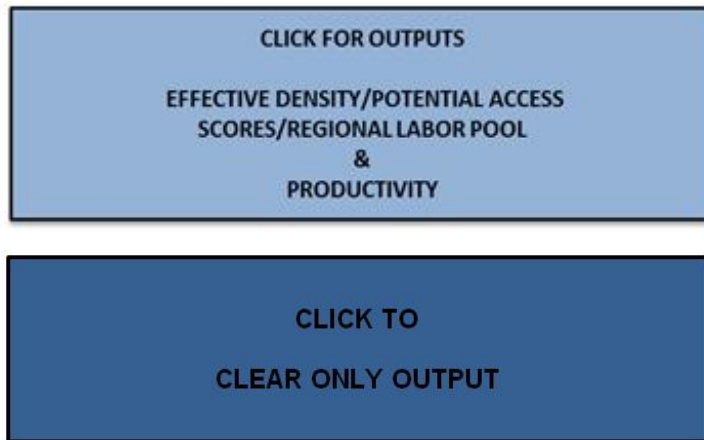 CLICK FOR OUTPUTS
EFFECTIVE DENSITY/POTENTIAL ACCESS
SCORES/REGIONAL LABOR POOL
&
PRODUCTIVITY
CLICK TO
CLEAR ONLY OUTPUT